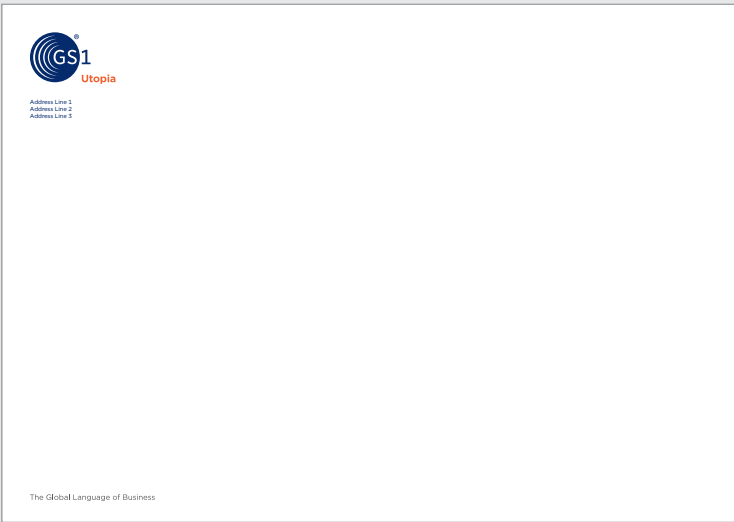 GS1®
Utopia
Address Line 1
Address Line 2
Address Line 3
The Global Language of Business